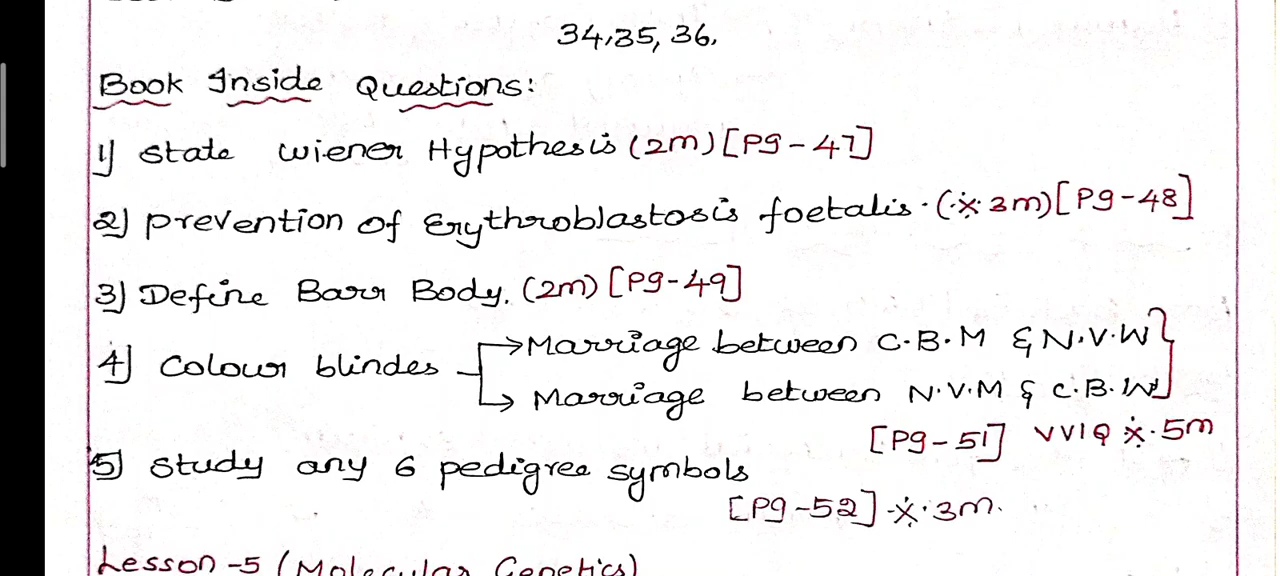 34,35, 36.
Book Inside Questions:
1) State wiener Hypothesis (2m) [Pg - 47]
2) prevention of Erythroblastosis foetalis. (※ 3m) [Pg - 48]
3) Define Barr Body. (2m) [Pg - 49]
4) Colour blindes → Marriage between C.B.M & N.V.W
→ Marriage between N.V.M & C.B.W
[Pg - 51] VVIQ ※. 5m
5) Study any 6 pedigree symbols
[Pg - 52] ※. 3m.
Lesson - 5 (Molecular Genetics)